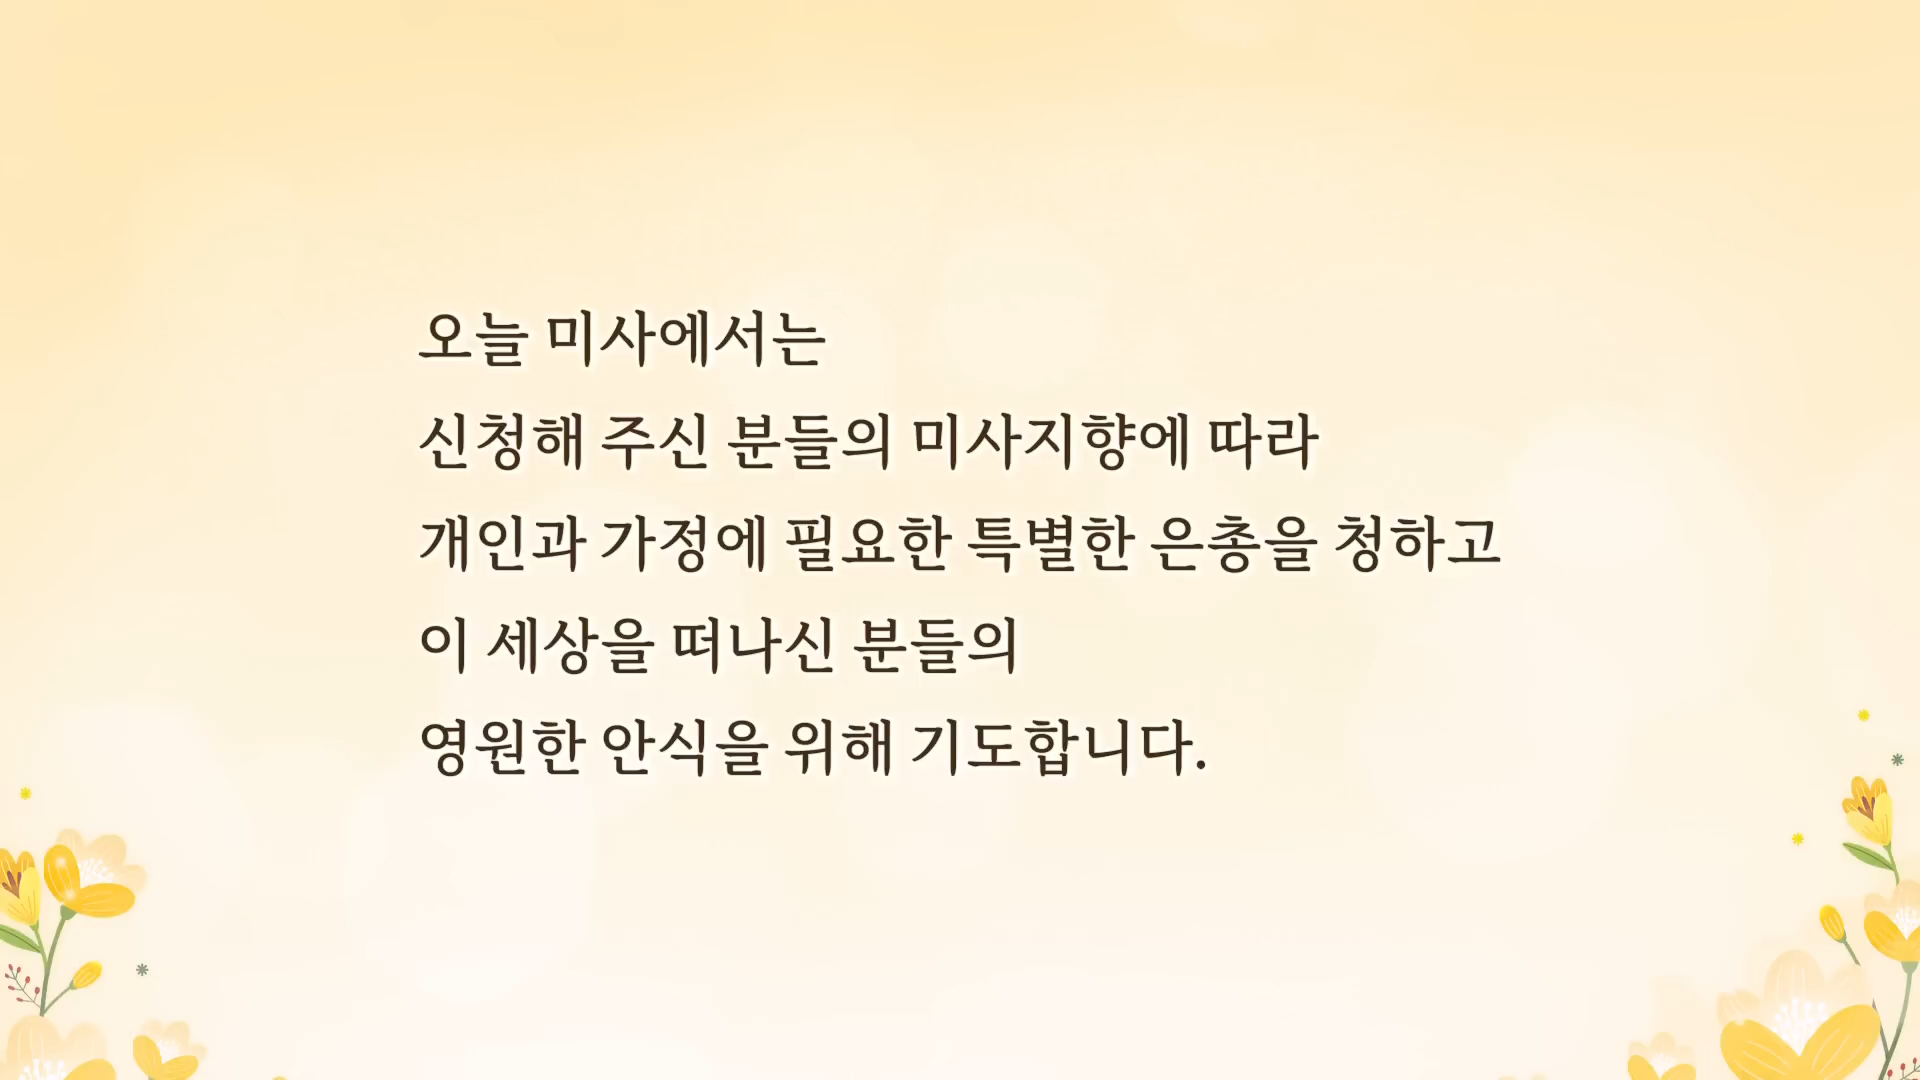 오늘 미사에서는
신청해 주신 분들의 미사지향에 따라
개인과 가정에 필요한 특별한 은총을 청하고
이 세상을 떠나신 분들의
영원한 안식을 위해 기도합니다.